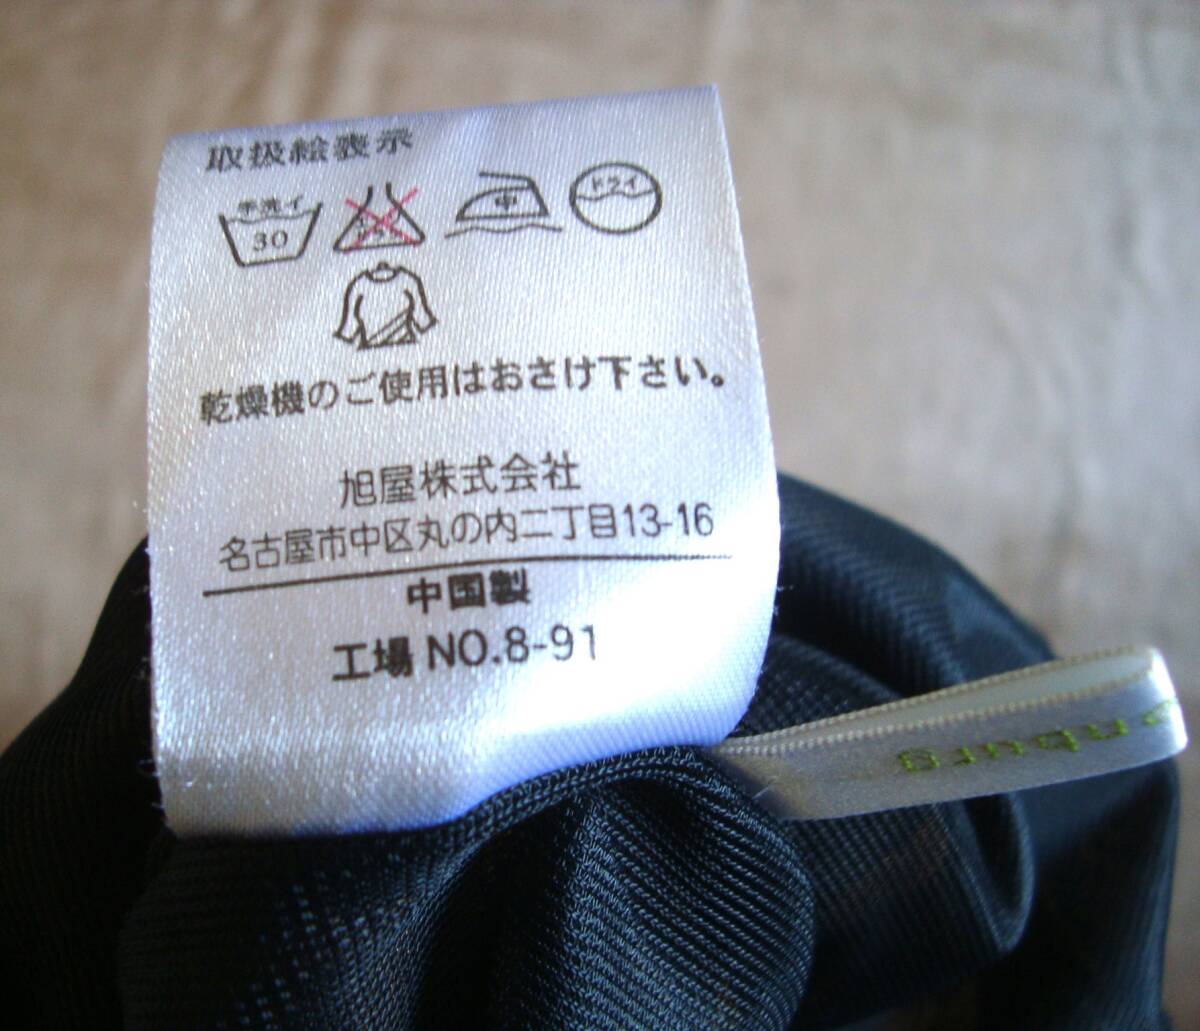 取扱絵表示
手洗イ 中 ドライ
30
乾燥機のご使用はおさけ下さい。
旭屋株式会社
名古屋市中区丸の内二丁目13-16
中国製
工場 NO.8-91